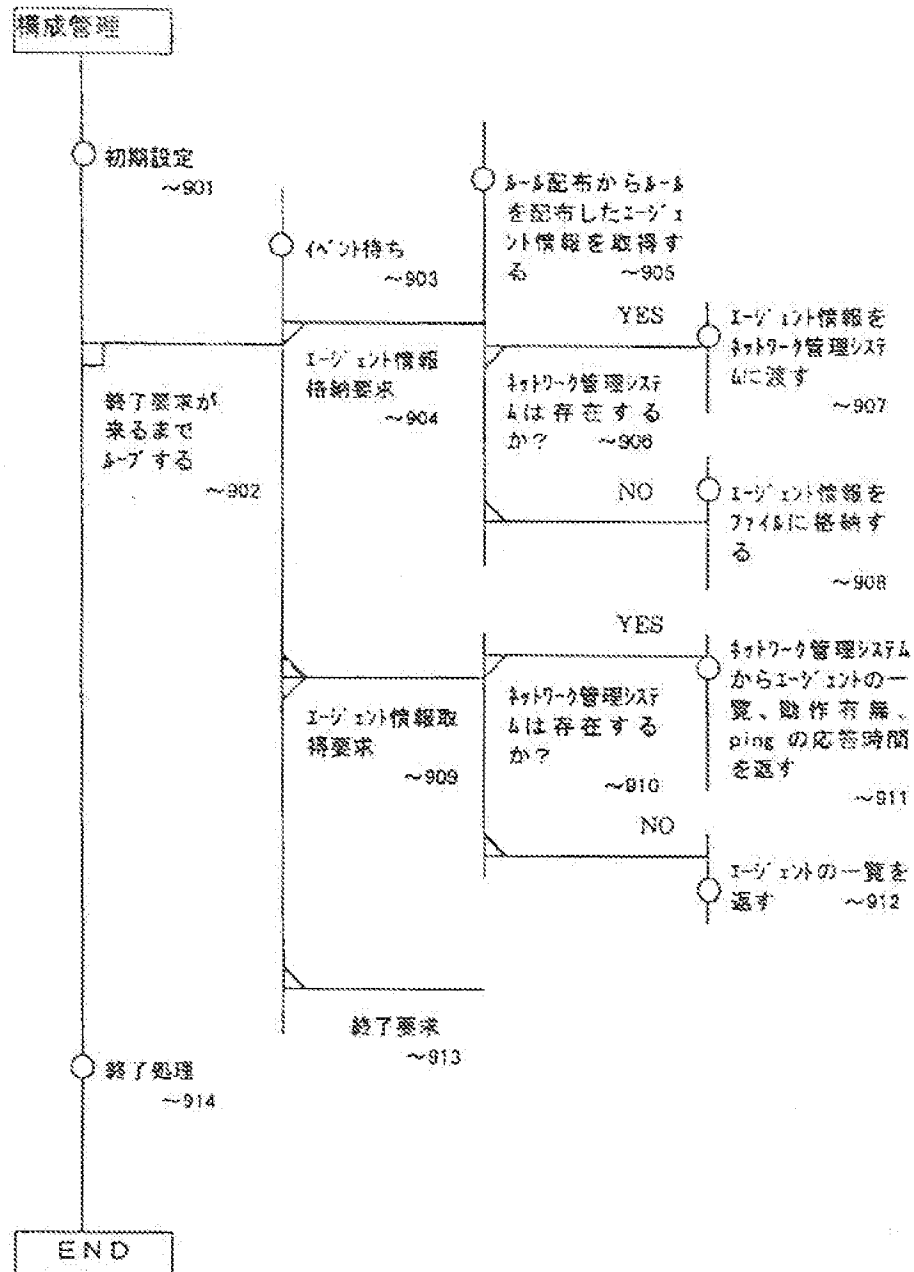 構成管理
初期設定
～901
イベント待ち
～903
ルール配布からルール
を配布したエージェ
ント情報を取得す
る ～905
終了要求が
来るまで
ループする
～902
エージェント情報
格納要求
～904
YES
ネットワーク管理システ
ムは存在する
か? ～906
エージェント情報を
ネットワーク管理システ
ムに渡す
～907
NO
エージェント情報を
ファイルに格納す
る
～908
エージェント情報取
得要求
～909
YES
ネットワーク管理システ
ムは存在する
か?
～910
ネットワーク管理システム
からエージェントの一
覧、動作有無、
ping の応答時間
を返す
～911
NO
エージェントの一覧を
返す ～912
終了要求
～913
終了処理
～914
END